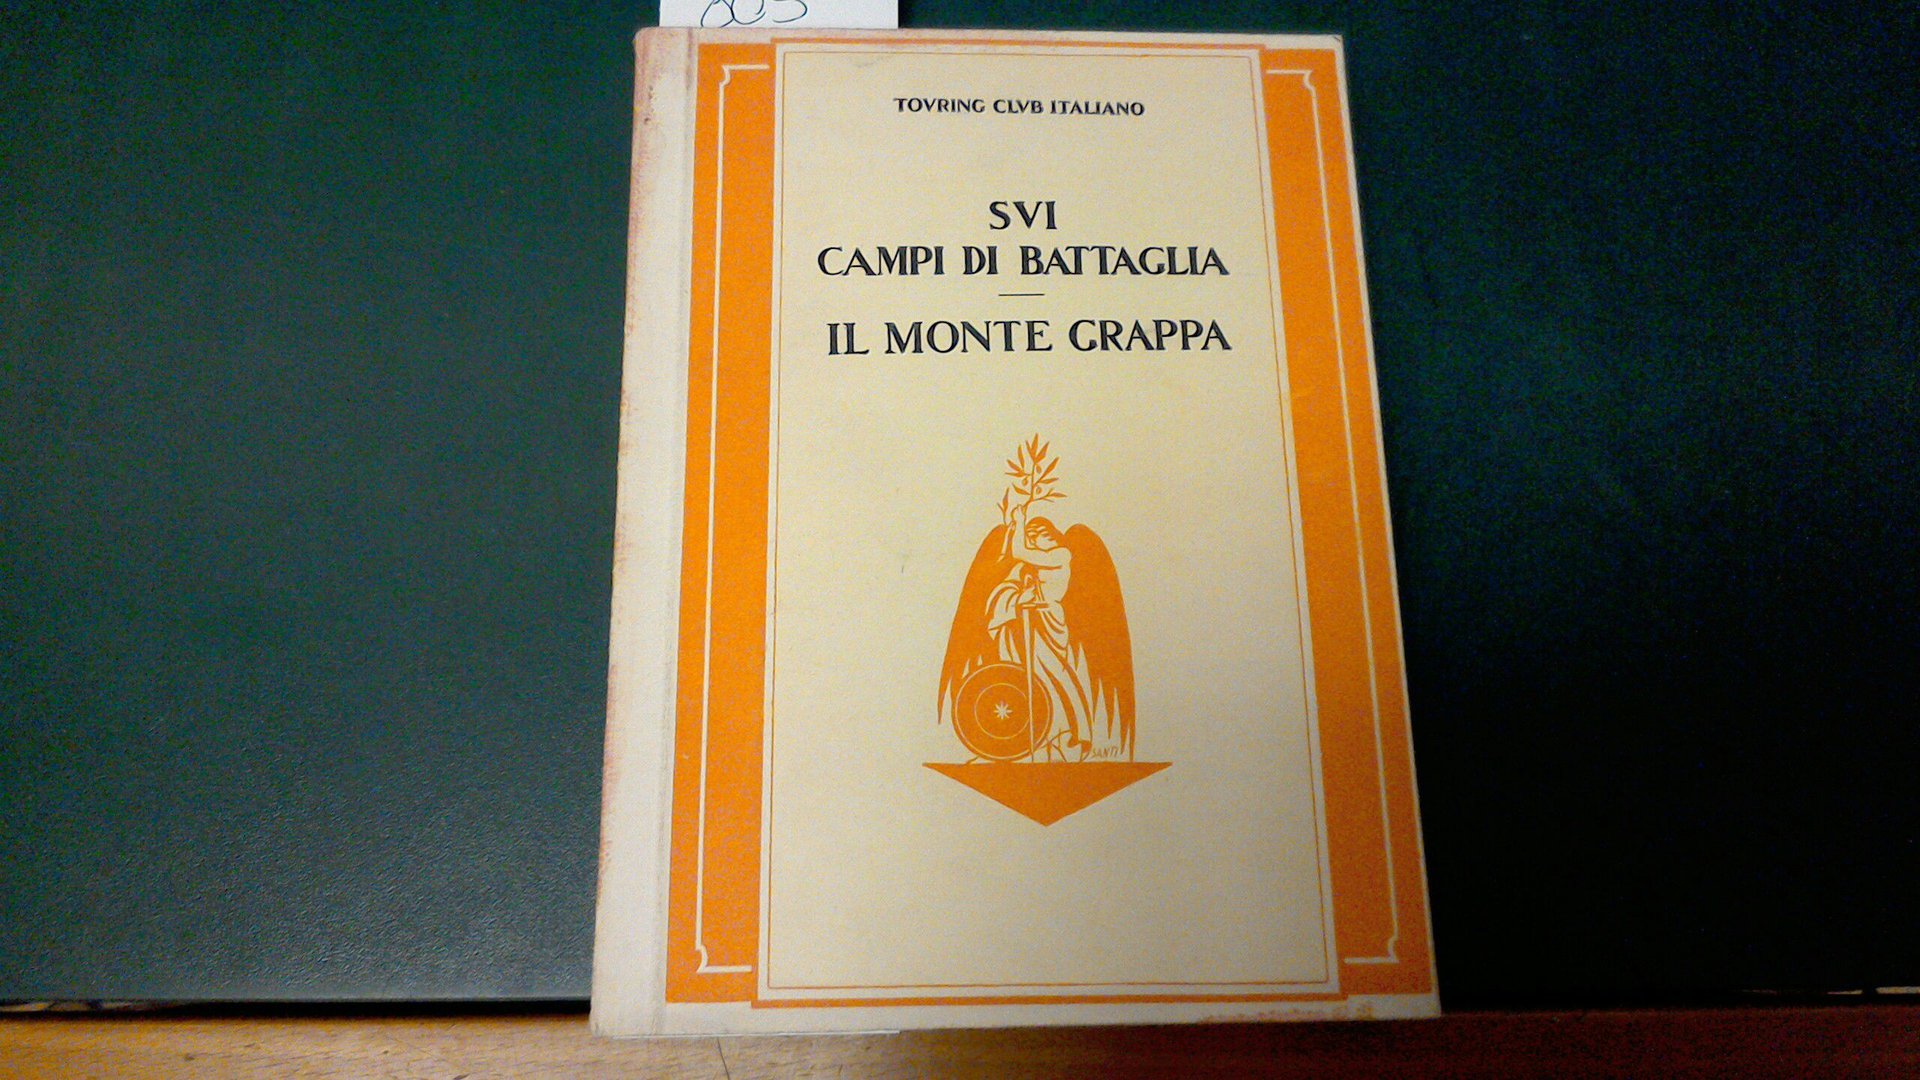 TOVRING CLVB ITALIANO
SVI
CAMPI DI BATTAGLIA
IL MONTE GRAPPA
SANTI